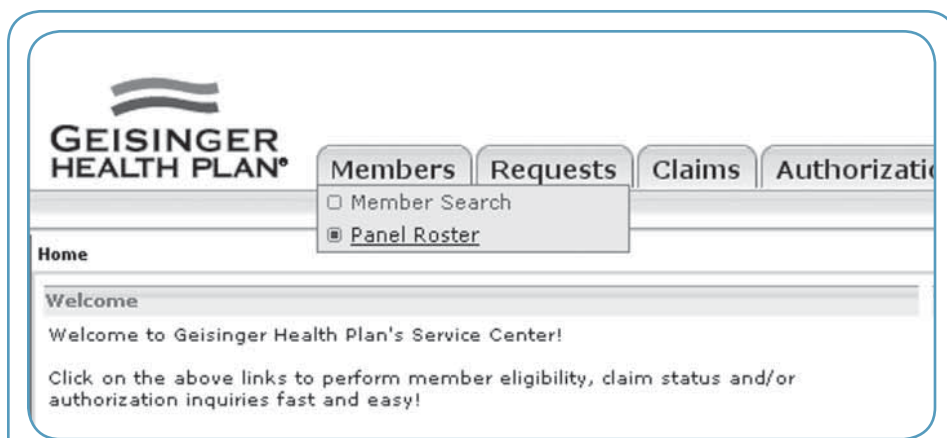 GEISINGER
HEALTH PLAN®
Members Requests Claims
Member Search
Panel Roster
Home
Welcome
Welcome to Geisinger Health Plan's Service Center!
Click on the above links to perform member eligibility, claim status and/or
authorization inquiries fast and easy!